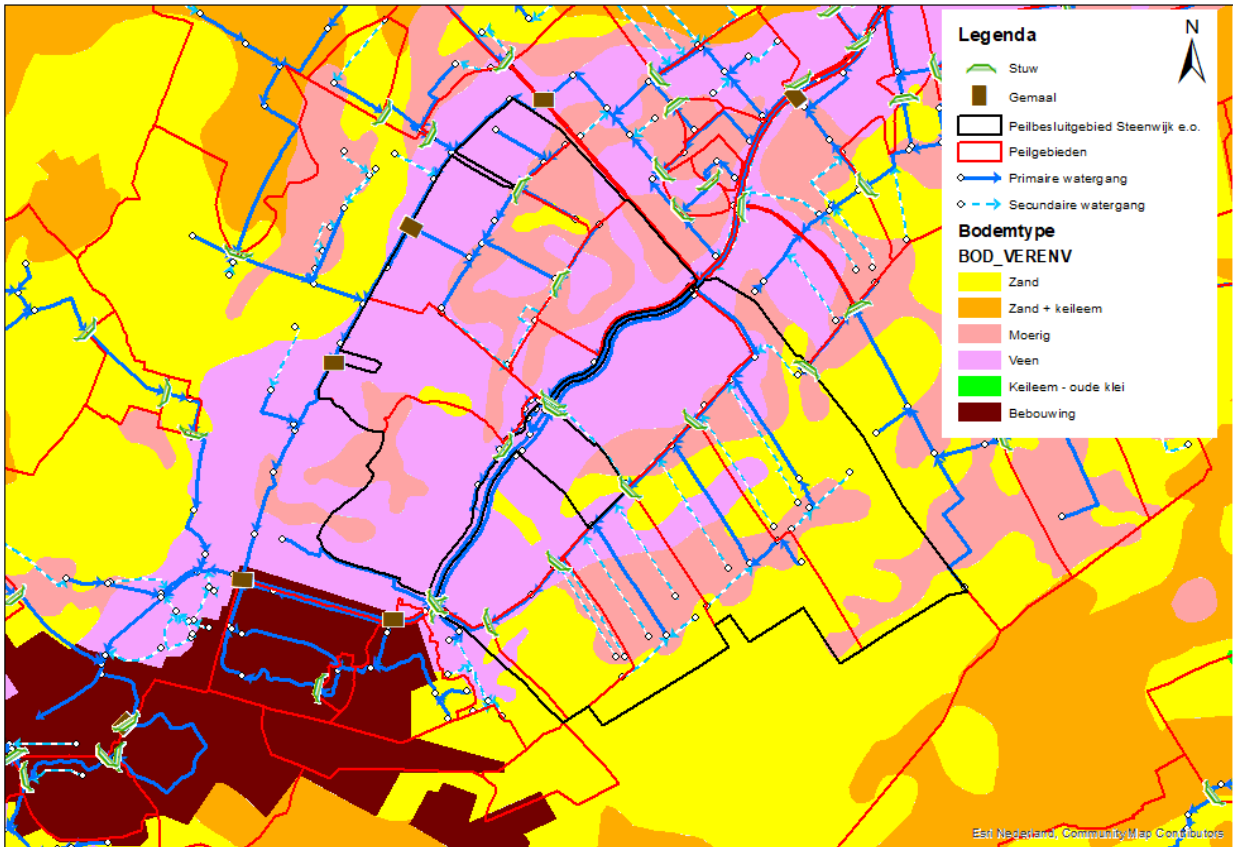 Legenda
N
Stuw
Gemaal
Peilbesluitgebied Steenwijk e.o.
Peilgebieden
Primaire watergang
Secundaire watergang
Bodemtype
BOD_VERENV
Zand
Zand + keileem
Moerig
Veen
Keileem - oude klei
Bebouwing
Esri Nederland, Community Map Contributors